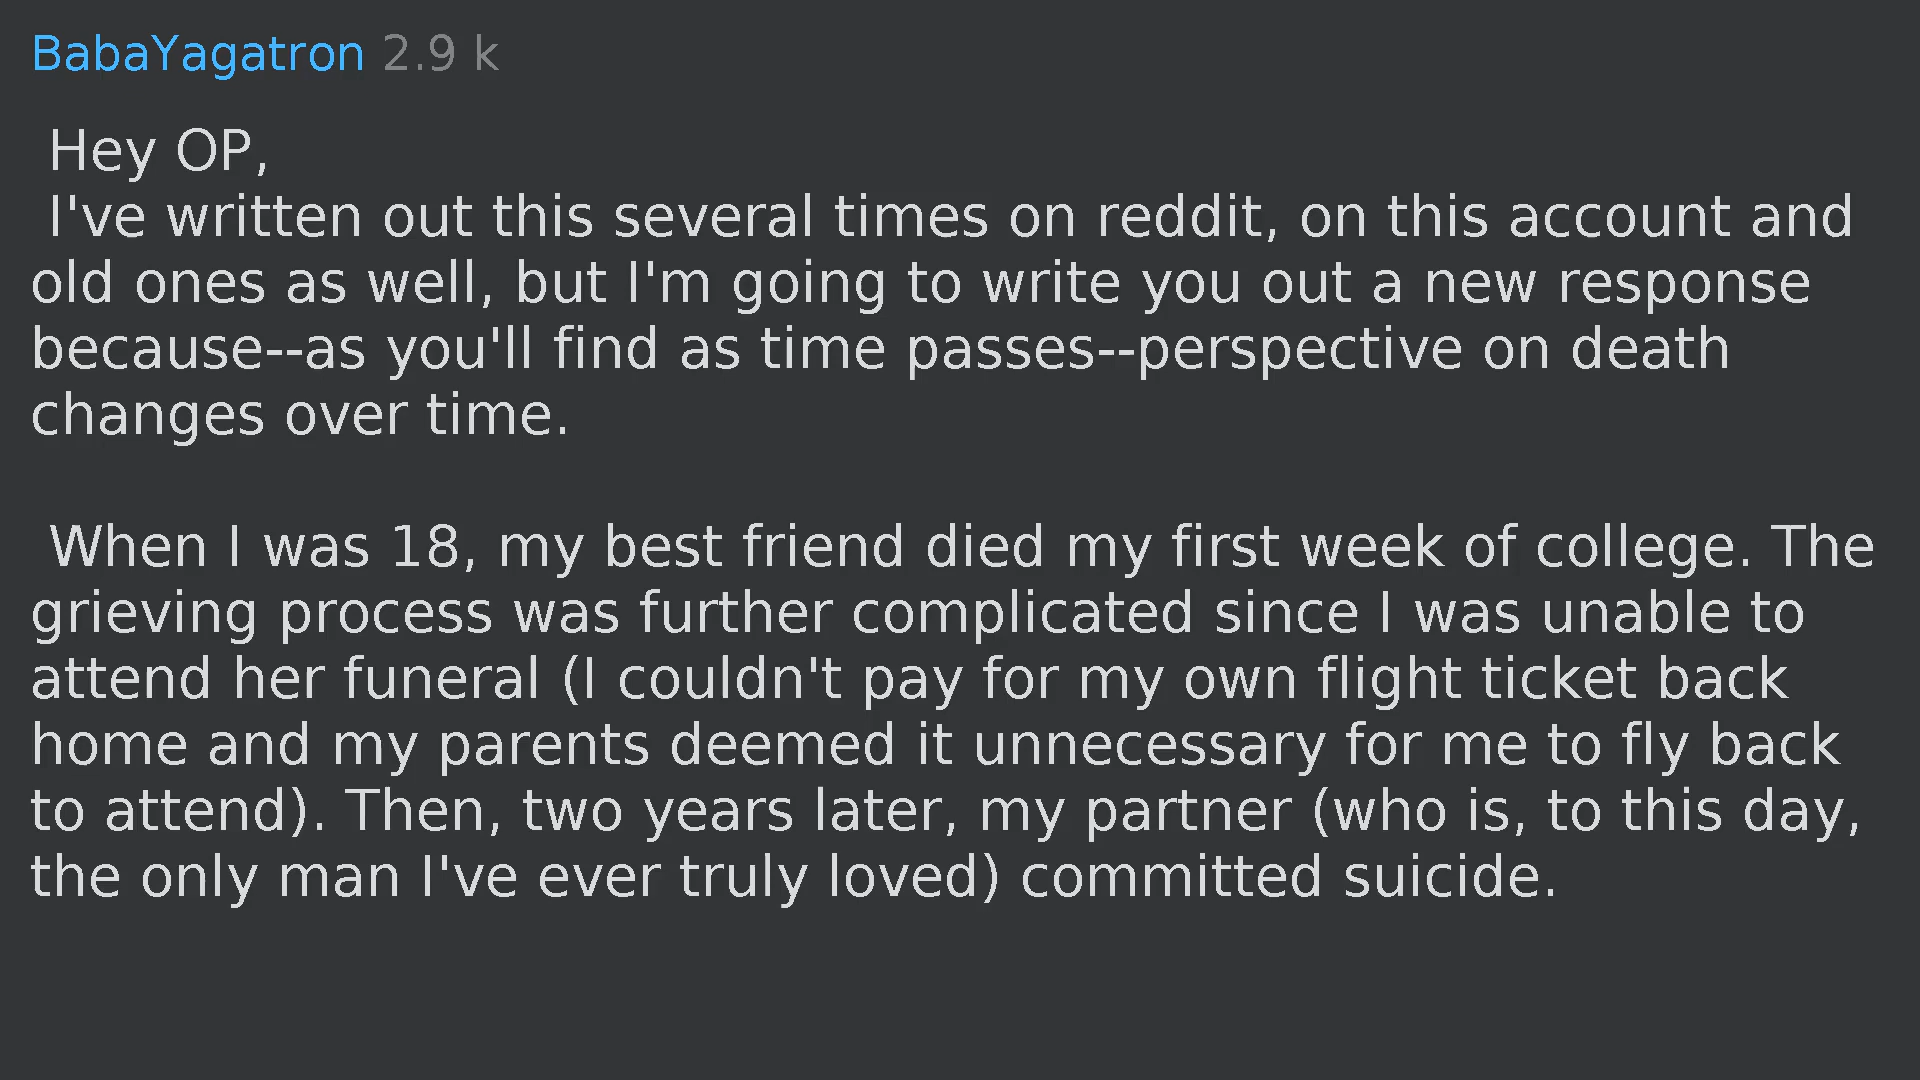 BabaYagatron 2.9 k
Hey OP,
I've written out this several times on reddit, on this account and
old ones as well, but I'm going to write you out a new response
because--as you'll find as time passes--perspective on death
changes over time.
When I was 18, my best friend died my first week of college. The
grieving process was further complicated since I was unable to
attend her funeral (I couldn't pay for my own flight ticket back
home and my parents deemed it unnecessary for me to fly back
to attend). Then, two years later, my partner (who is, to this day,
the only man I've ever truly loved) committed suicide.